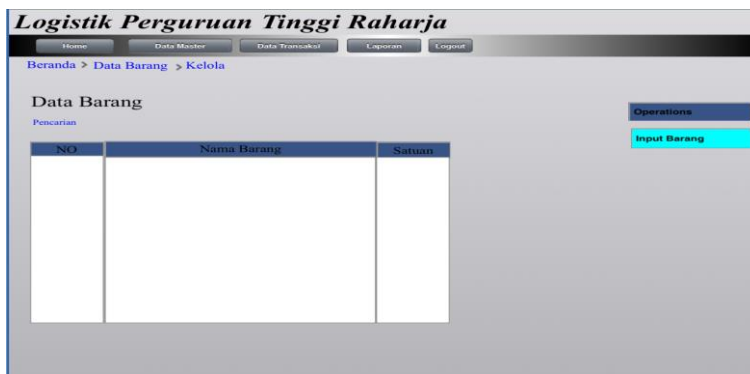 Logistik Perguruan Tinggi Raharja
Home Data Master Data Transaksi Laporan Logout
Beranda > Data Barang > Kelola
Data Barang
Pencarian
Operations
Input Barang
NO Nama Barang Satuan